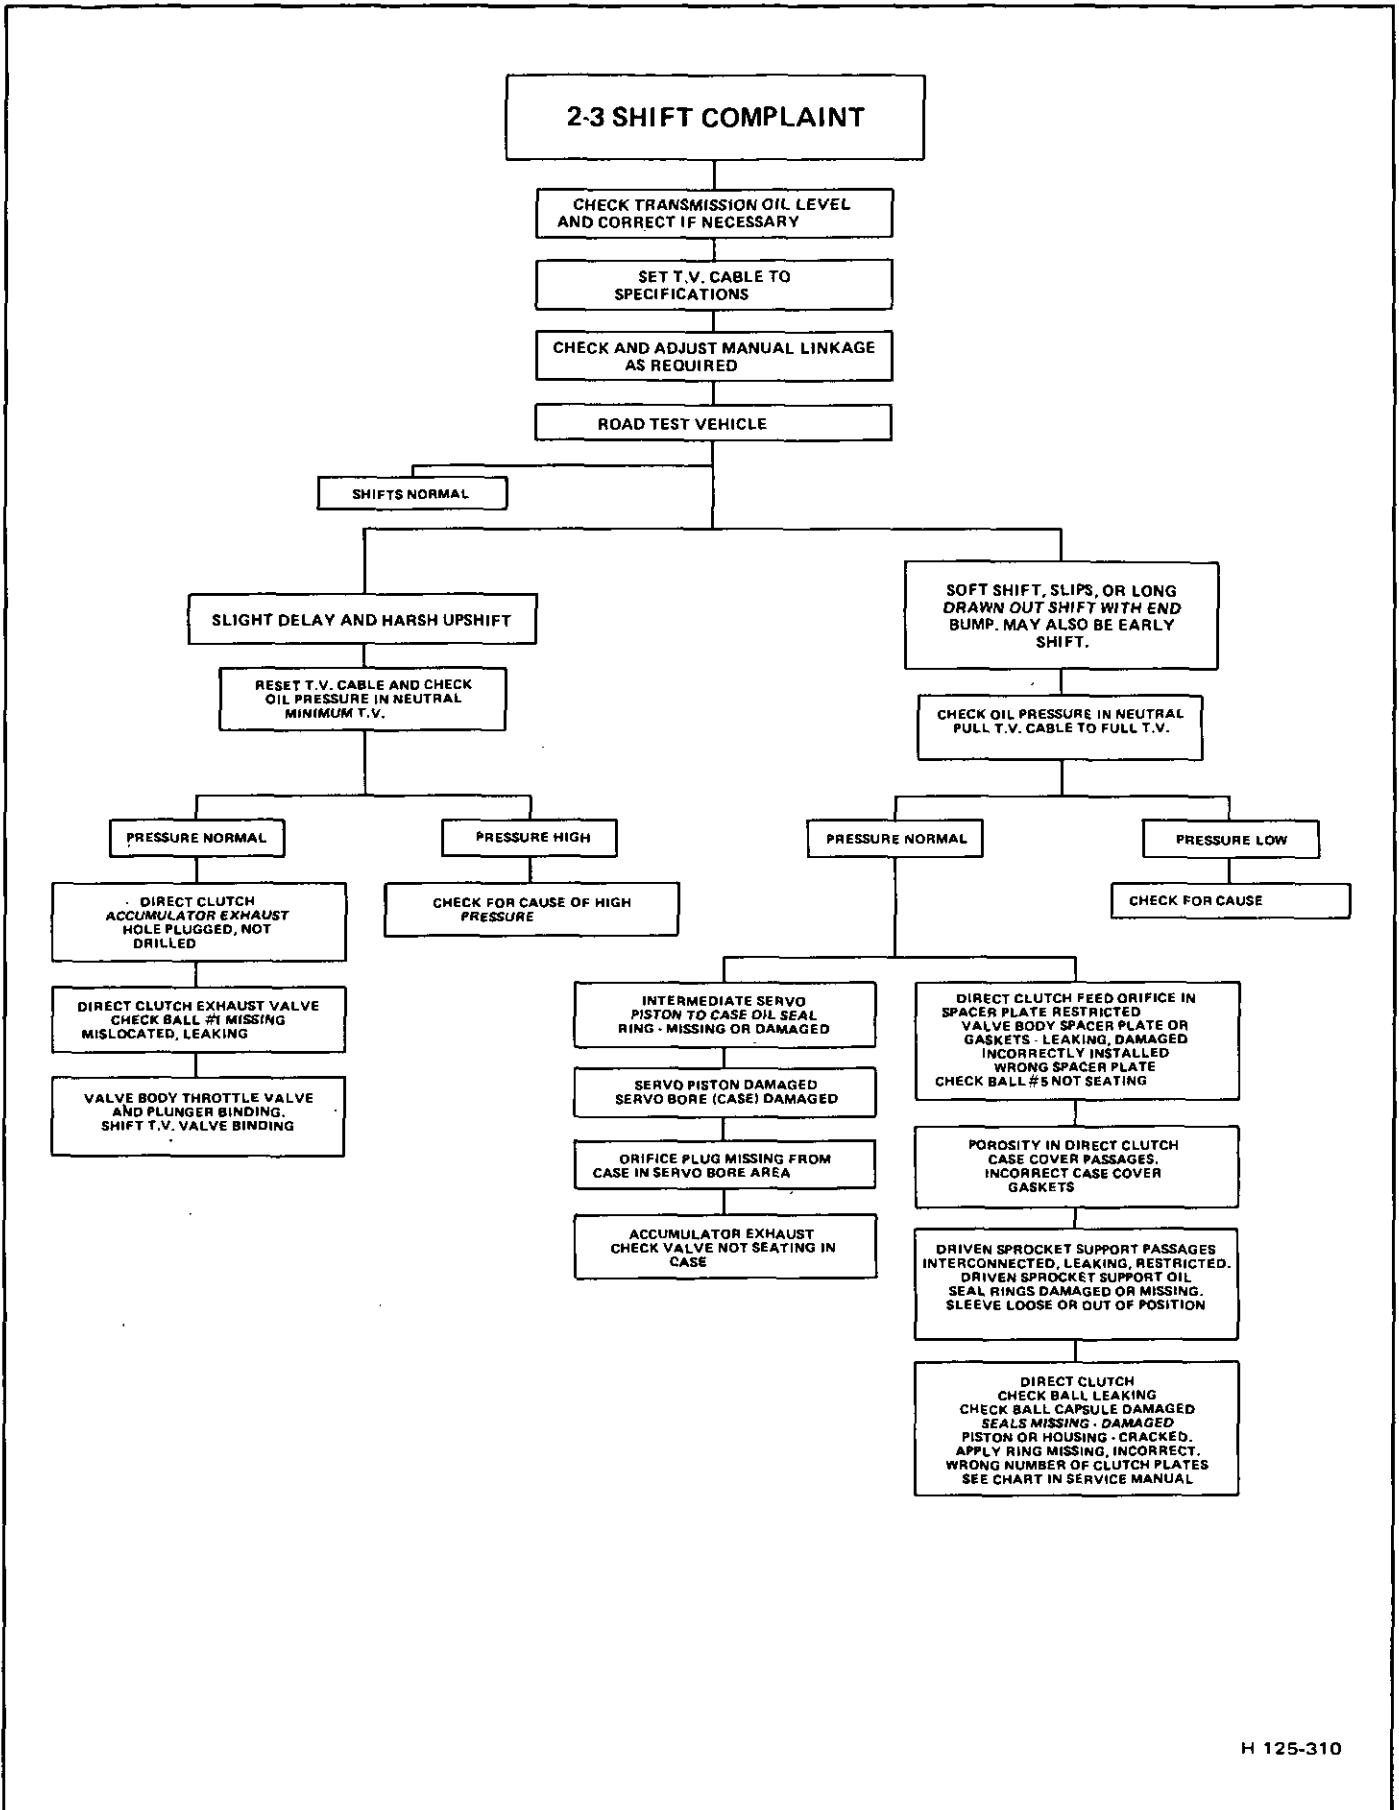 2-3 SHIFT COMPLAINT
CHECK TRANSMISSION OIL LEVEL
AND CORRECT IF NECESSARY
SET T.V. CABLE TO
SPECIFICATIONS
CHECK AND ADJUST MANUAL LINKAGE
AS REQUIRED
ROAD TEST VEHICLE
SHIFTS NORMAL
SLIGHT DELAY AND HARSH UPSHIFT
RESET T.V. CABLE AND CHECK
OIL PRESSURE IN NEUTRAL
MINIMUM T.V.
PRESSURE NORMAL
DIRECT CLUTCH
ACCUMULATOR EXHAUST
HOLE PLUGGED, NOT
DRILLED
DIRECT CLUTCH EXHAUST VALVE
CHECK BALL #1 MISSING
MISLOCATED, LEAKING
VALVE BODY THROTTLE VALVE
AND PLUNGER BINDING.
SHIFT T.V. VALVE BINDING
PRESSURE HIGH
CHECK FOR CAUSE OF HIGH
PRESSURE
SOFT SHIFT, SLIPS, OR LONG
DRAWN OUT SHIFT WITH END
BUMP. MAY ALSO BE EARLY
SHIFT.
CHECK OIL PRESSURE IN NEUTRAL
PULL T.V. CABLE TO FULL T.V.
PRESSURE NORMAL
INTERMEDIATE SERVO
PISTON TO CASE OIL SEAL
RING - MISSING OR DAMAGED
SERVO PISTON DAMAGED
SERVO BORE (CASE) DAMAGED
ORIFICE PLUG MISSING FROM
CASE IN SERVO BORE AREA
ACCUMULATOR EXHAUST
CHECK VALVE NOT SEATING IN
CASE
DIRECT CLUTCH FEED ORIFICE IN
SPACER PLATE RESTRICTED
VALVE BODY SPACER PLATE OR
GASKETS - LEAKING, DAMAGED
INCORRECTLY INSTALLED
WRONG SPACER PLATE
CHECK BALL #5 NOT SEATING
POROSITY IN DIRECT CLUTCH
CASE COVER PASSAGES.
INCORRECT CASE COVER
GASKETS
DRIVEN SPROCKET SUPPORT PASSAGES
INTERCONNECTED, LEAKING, RESTRICTED.
DRIVEN SPROCKET SUPPORT OIL
SEAL RINGS DAMAGED OR MISSING.
SLEEVE LOOSE OR OUT OF POSITION
DIRECT CLUTCH
CHECK BALL LEAKING
CHECK BALL CAPSULE DAMAGED
SEALS MISSING - DAMAGED
PISTON OR HOUSING - CRACKED.
APPLY RING MISSING, INCORRECT.
WRONG NUMBER OF CLUTCH PLATES
SEE CHART IN SERVICE MANUAL
PRESSURE LOW
CHECK FOR CAUSE
H 125-310